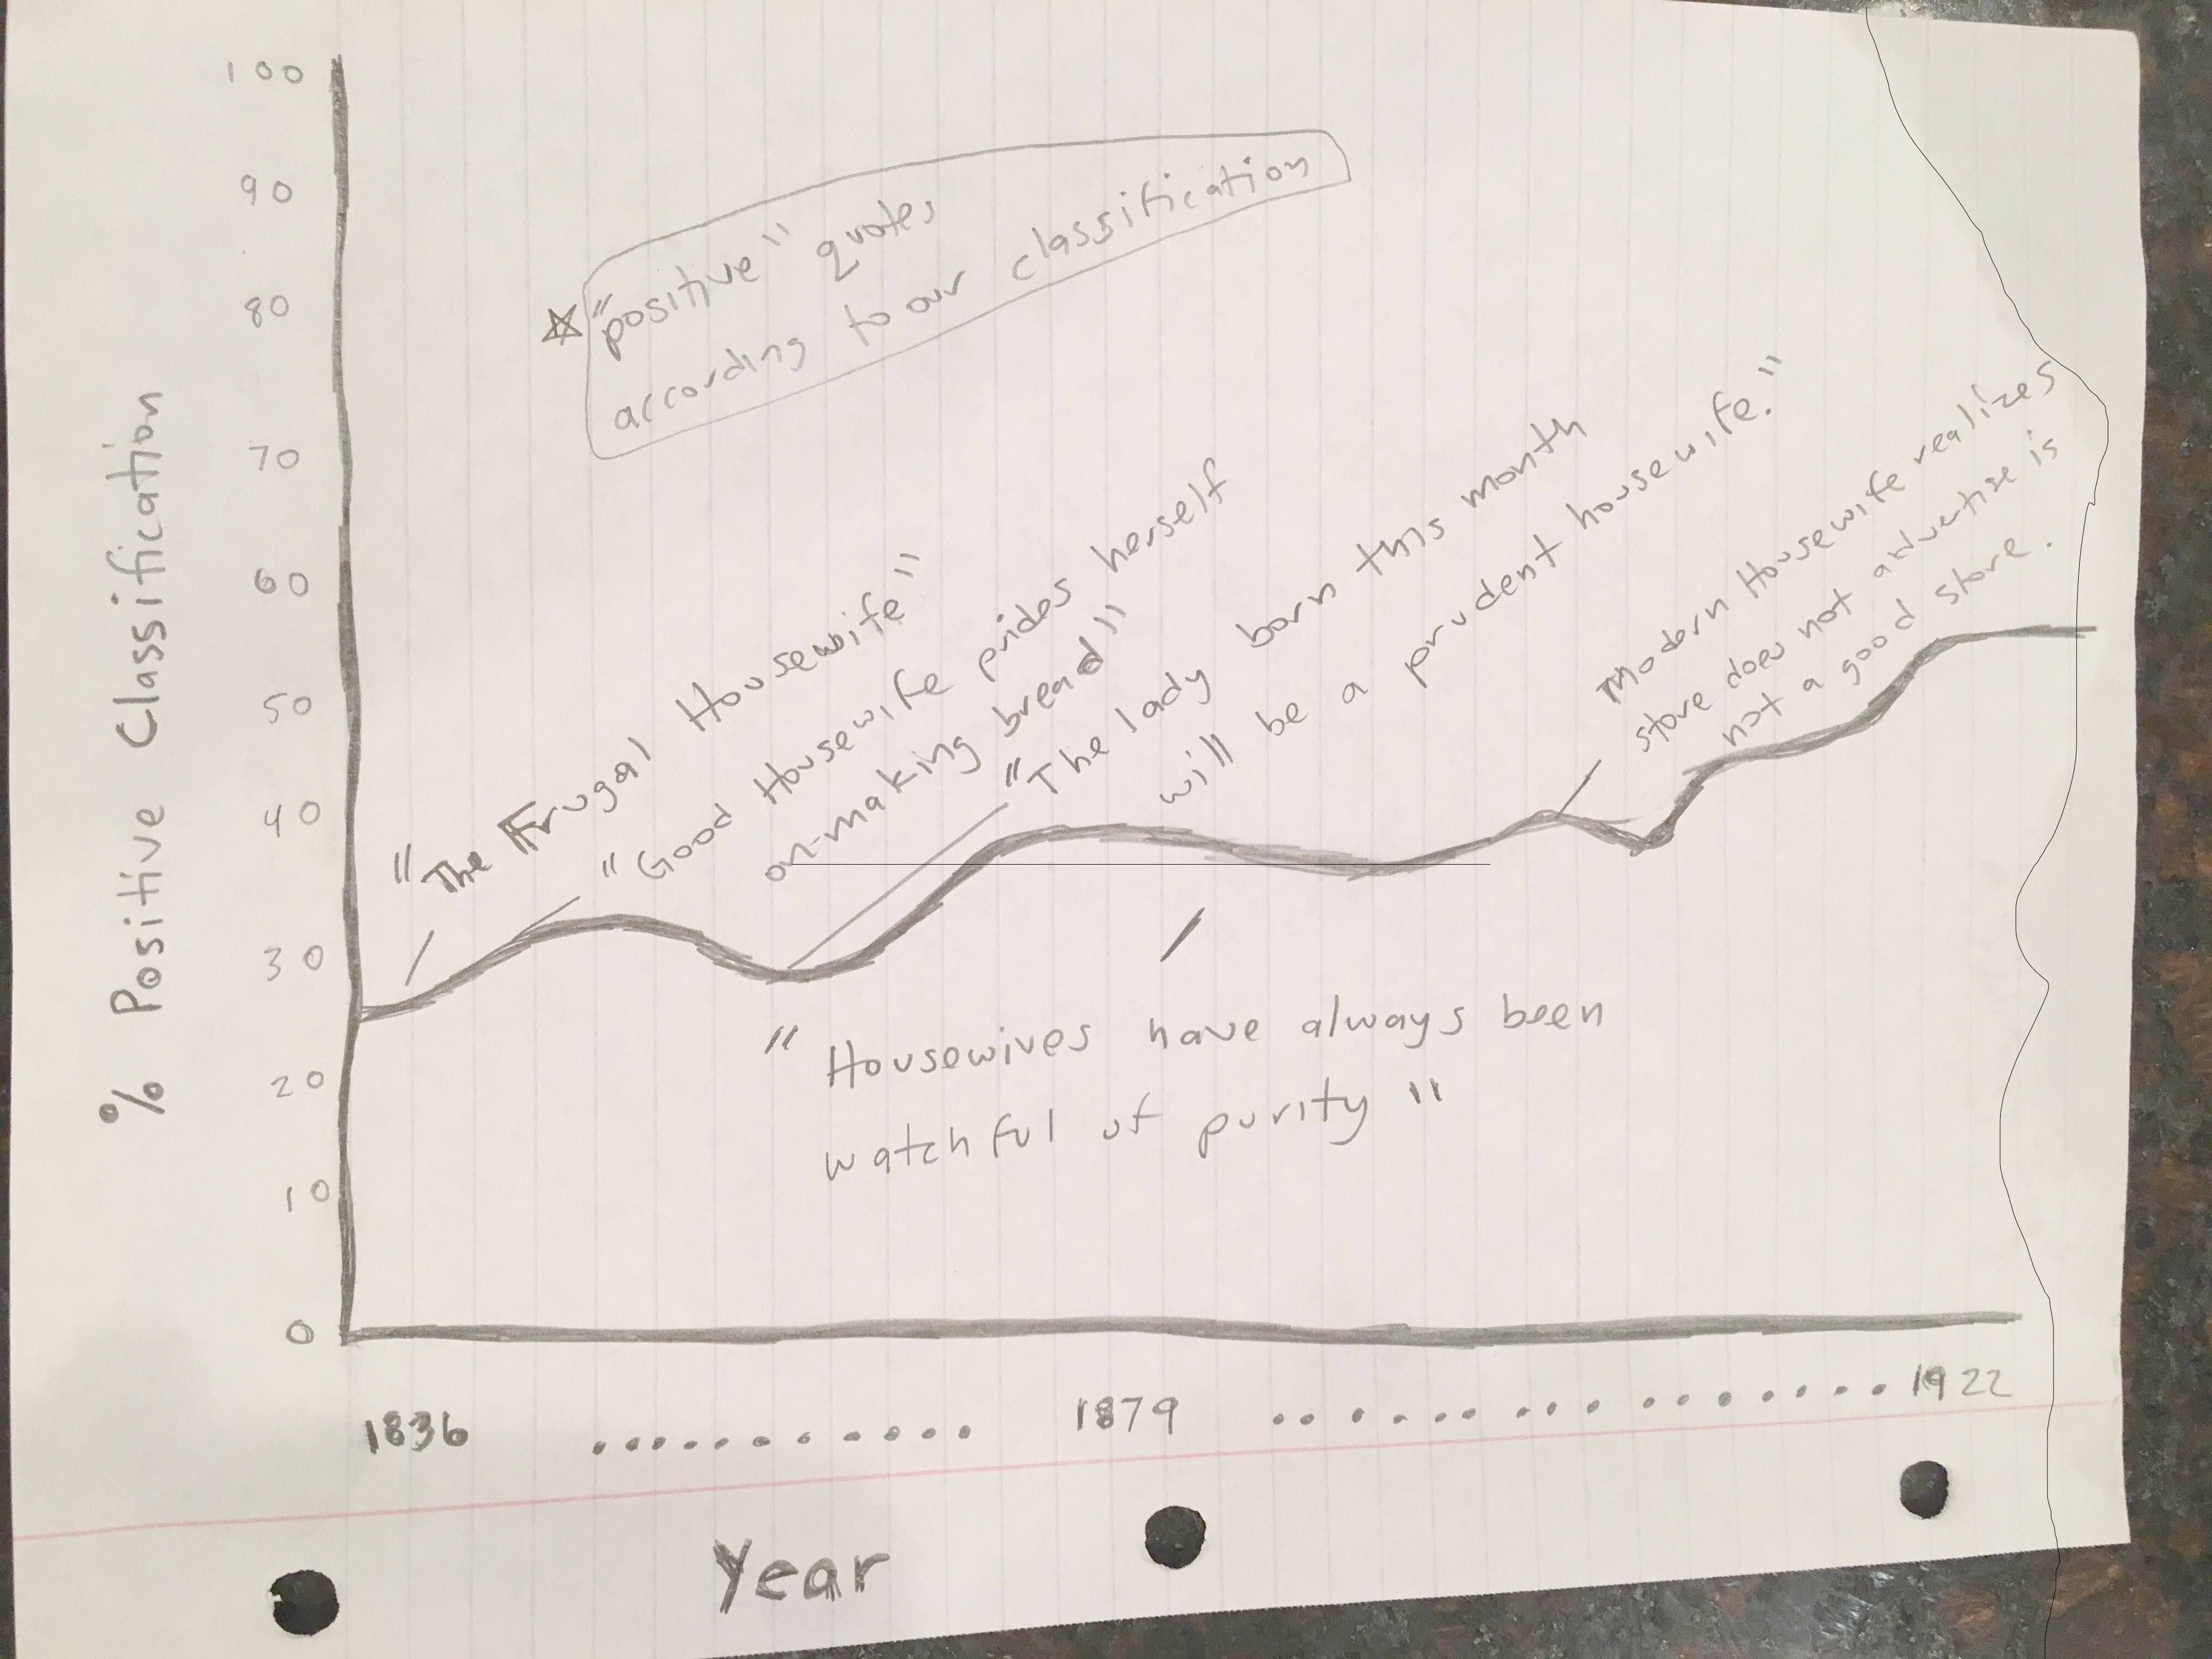 100
90
80
70
60
50
40
30
20
10
0
% Positive Classification
☆ "positive" quotes
according to our classification
"The Frugal Housewife"
"Good Housewife prides herself
on making bread"
"The lady born this month
will be a prudent housewife."
Modern Housewife realizes
store does not advertise is
not a good store.
"Housewives have always been
watchful of purity"
1836 ........... 1879 ............... 1922
Year